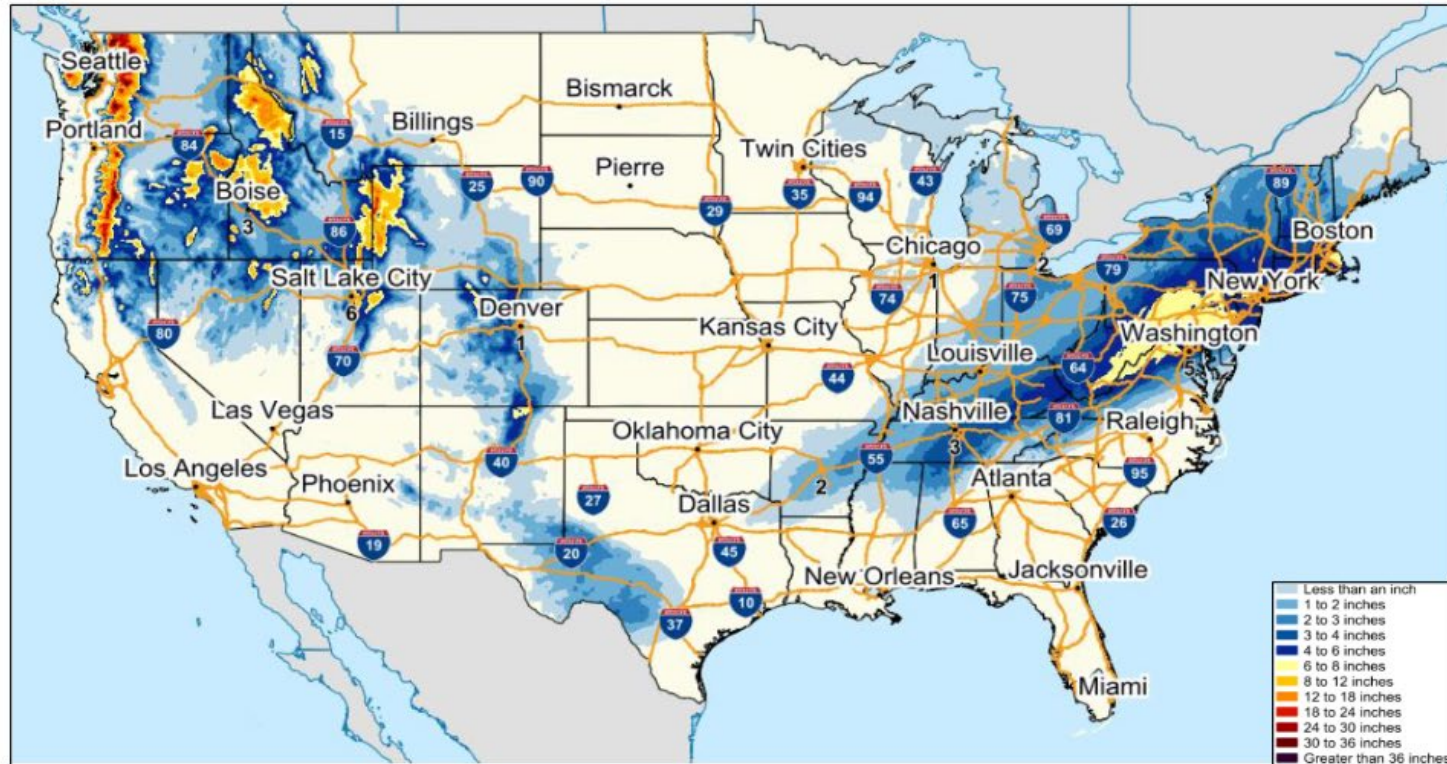 Seattle
Portland
84
15
Billings
Bismarck
Pierre
Twin Cities
Boise
3
25
90
29
35
94
43
89
86
69
Boston
Chicago
1
2
79
New York
Salt Lake City
6
74
75
Denver
1
80
70
Kansas City
Washington
5
Louisville
64
44
Las Vegas
Nashville
81
3
Raleigh
Oklahoma City
Los Angeles
Phoenix
40
55
2
95
27
Atlanta
Dallas
19
20
45
65
26
New Orleans
Jacksonville
10
37
Miami
Less than an inch
1 to 2 inches
2 to 3 inches
3 to 4 inches
4 to 6 inches
6 to 8 inches
8 to 12 inches
12 to 18 inches
18 to 24 inches
24 to 30 inches
30 to 36 inches
Greater than 36 inches